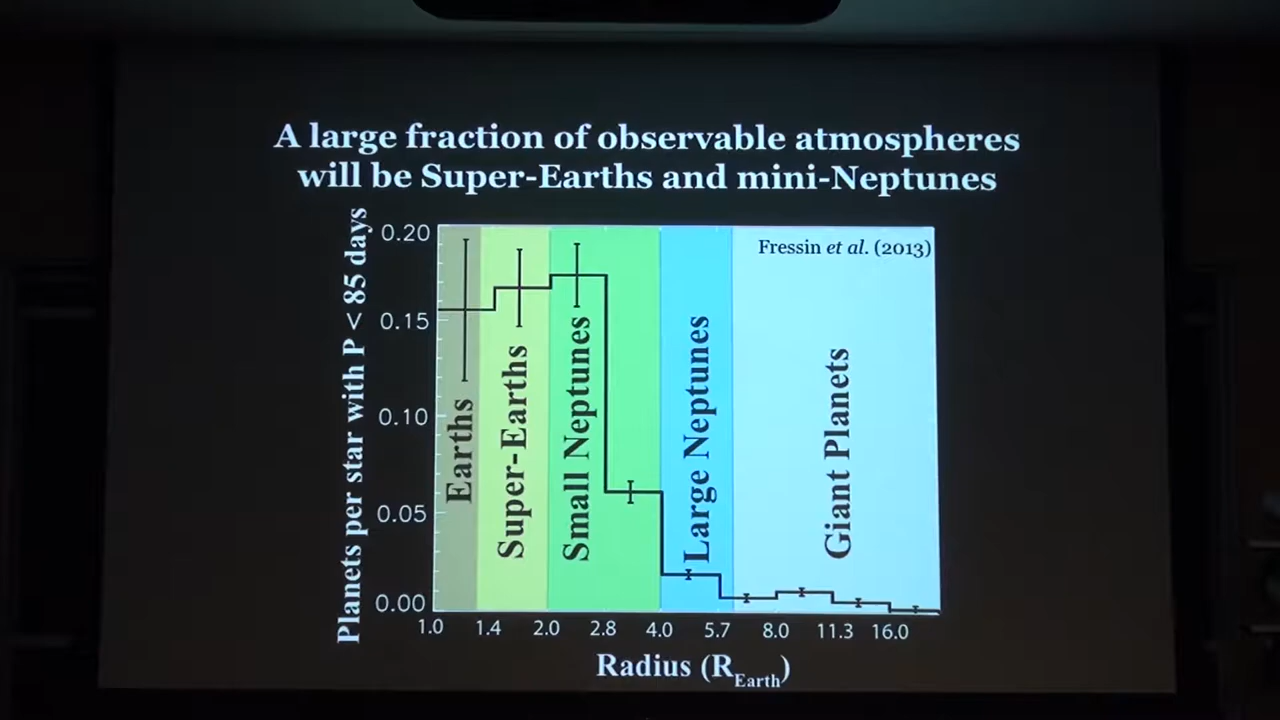 A large fraction of observable atmospheres
will be Super-Earths and mini-Neptunes
Planets per star with P < 85 days
0.20
0.15
0.10
0.05
0.00
Fressin et al. (2013)
Earths
Super-Earths
Small Neptunes
Large Neptunes
Giant Planets
1.0 1.4 2.0 2.8 4.0 5.7 8.0 11.3 16.0
Radius (R_Earth)